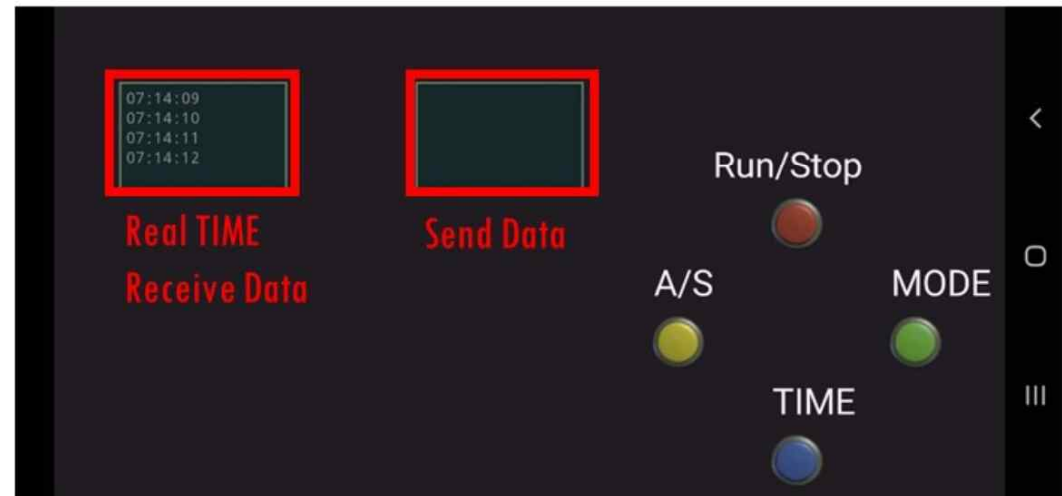 07:14:09
07:14:10
07:14:11
07:14:12
Real TIME
Receive Data
Send Data
Run/Stop
A/S
MODE
TIME